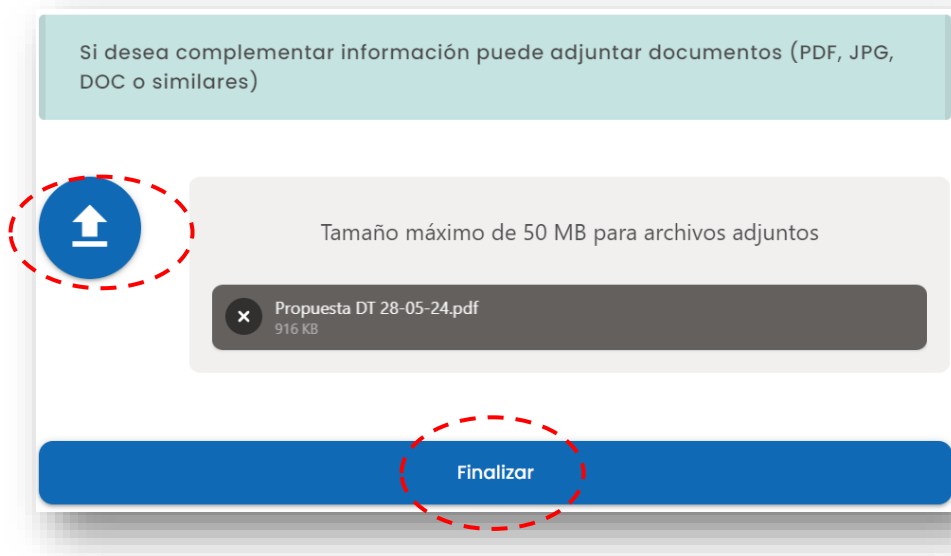 Si desea complementar información puede adjuntar documentos (PDF, JPG,
DOC o similares)
Tamaño máximo de 50 MB para archivos adjuntos
Propuesta DT 28-05-24.pdf
916 KB
Finalizar